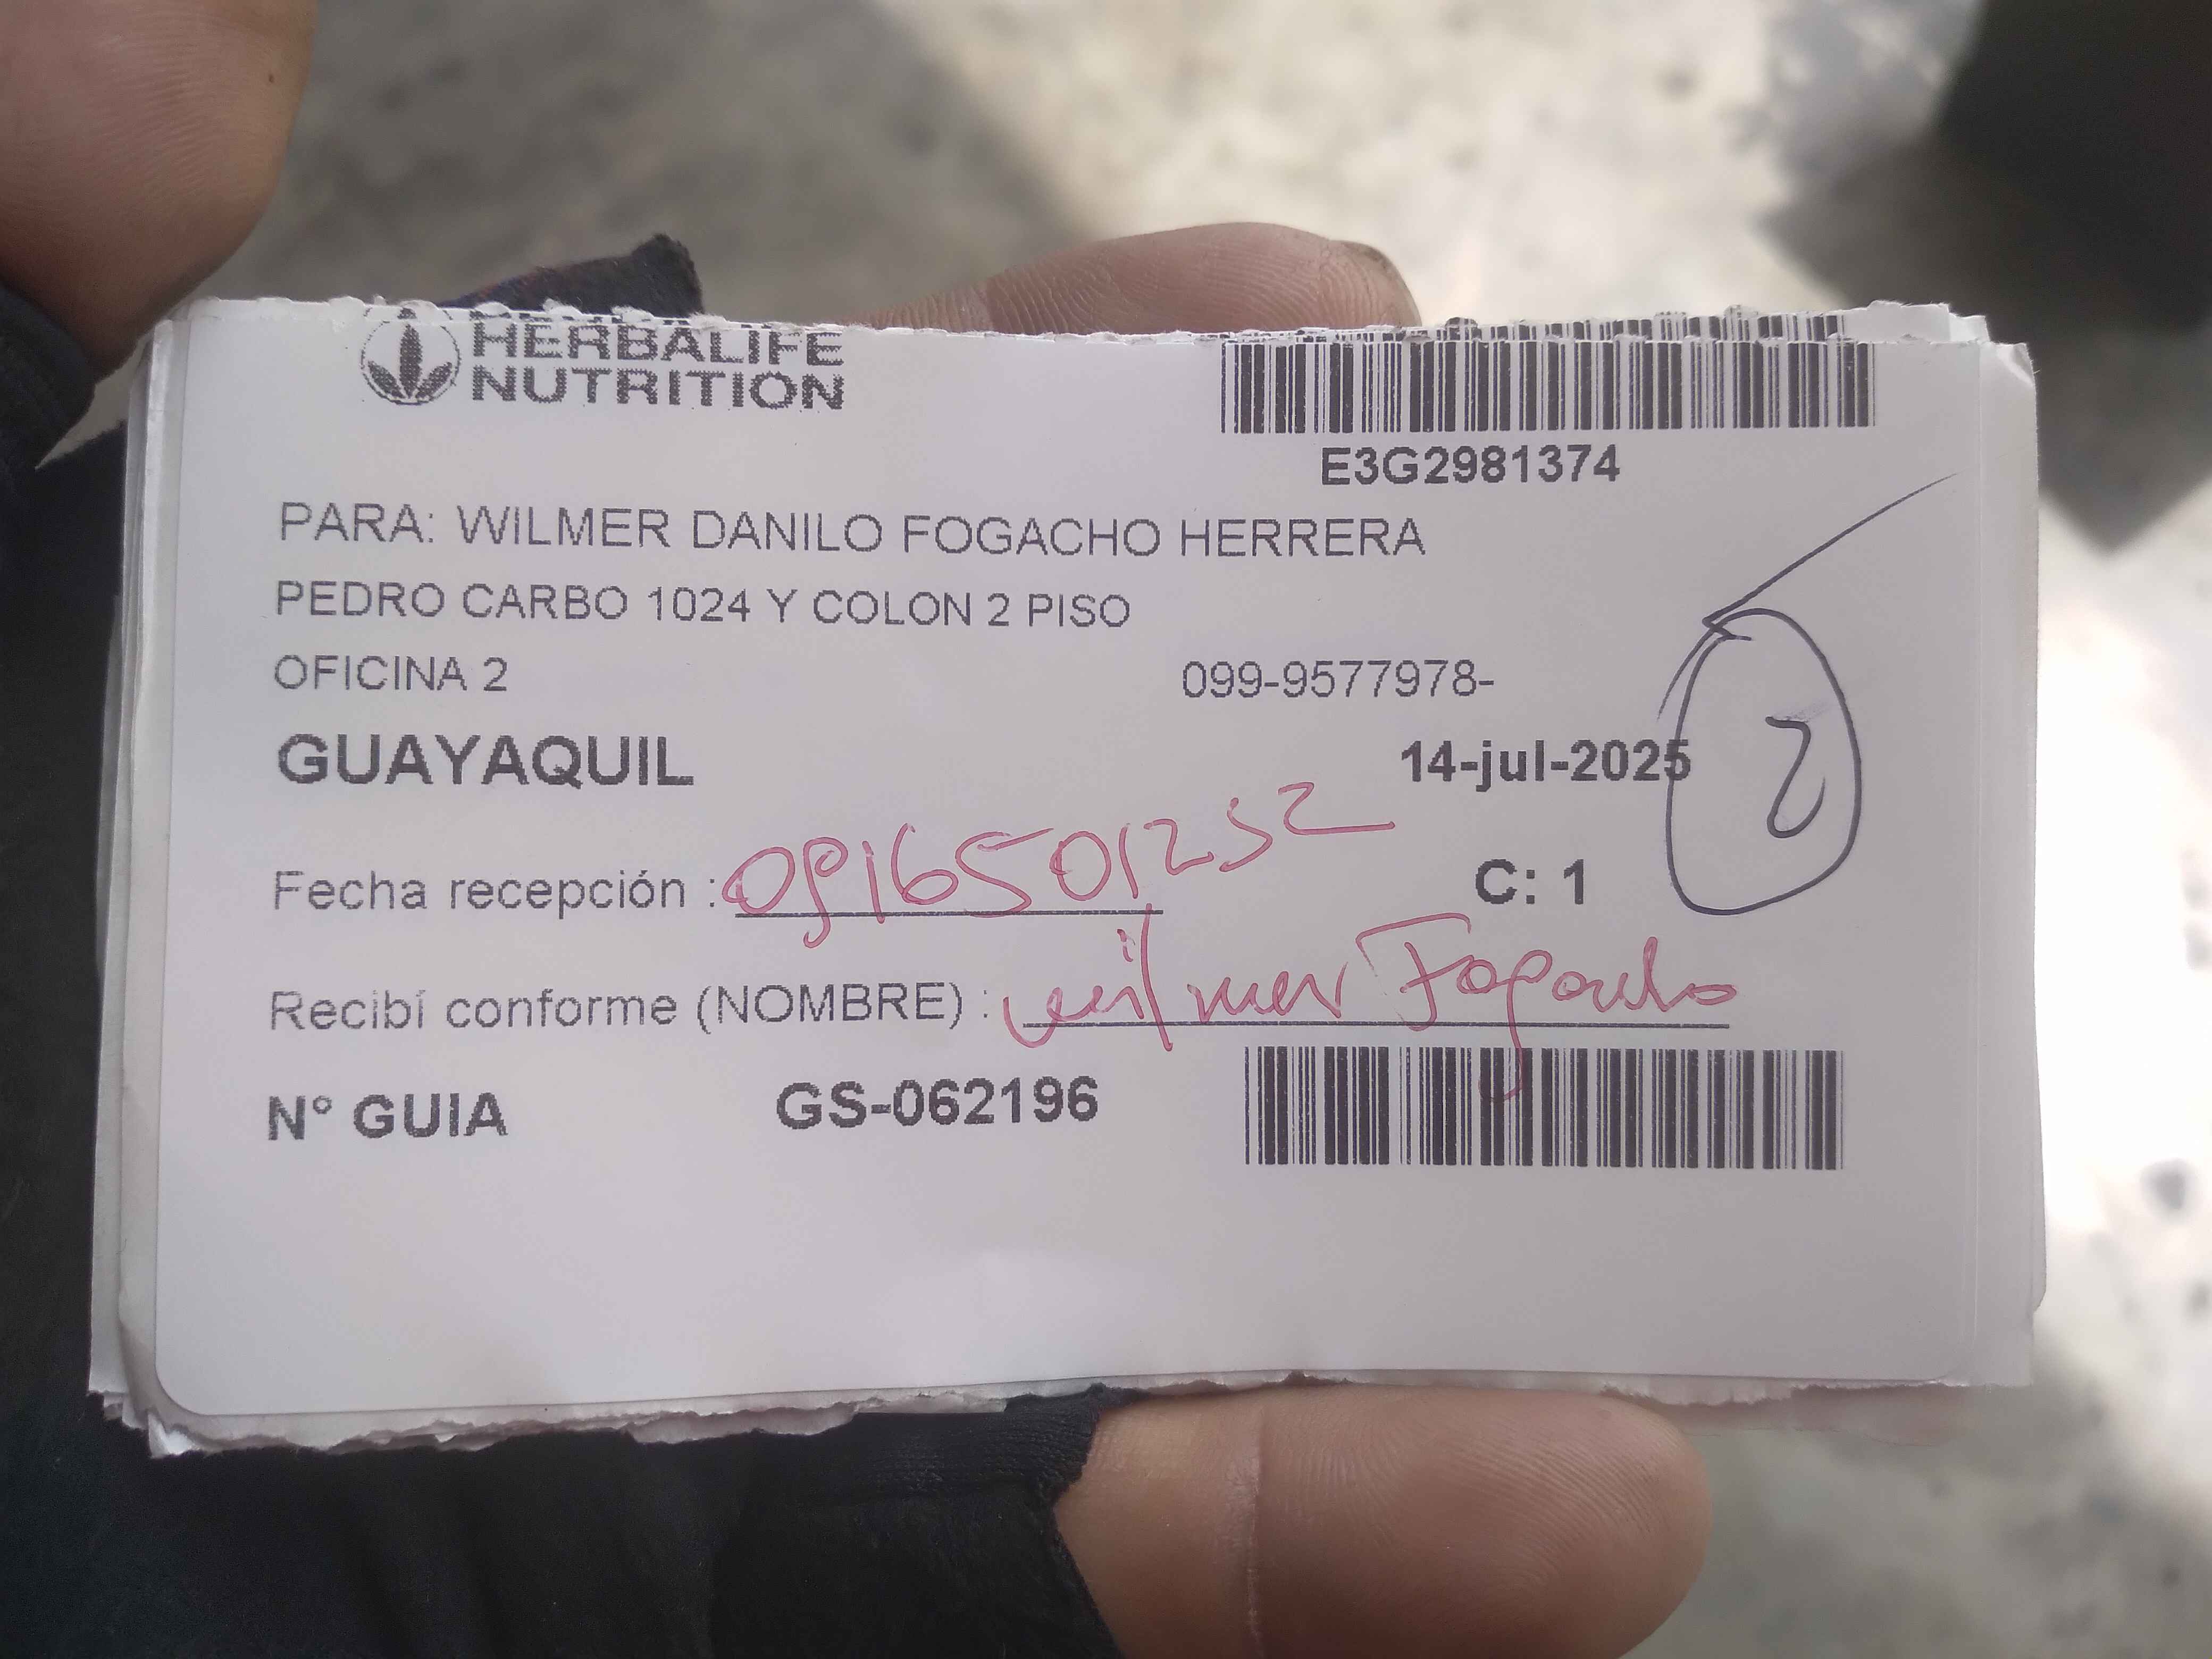 HERBALIFE
NUTRITION
E3G2981374
PARA: WILMER DANILO FOGACHO HERRERA
PEDRO CARBO 1024 Y COLON 2 PISO
OFICINA 2 099-9577978-
GUAYAQUIL 14-jul-2025
2
Fecha recepción : 0916501252 C: 1
Recibí conforme (NOMBRE) : wilmer Fogacho
N° GUIA GS-062196